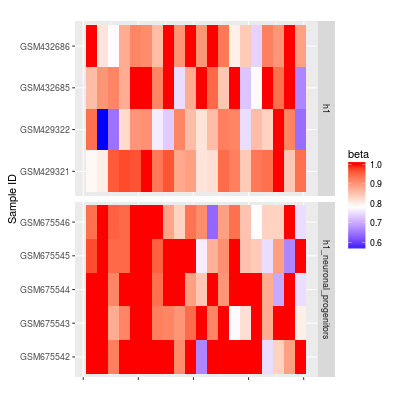 GSM432686
GSM432685
GSM429322
GSM429321
h1
GSM675546
GSM675545
GSM675544
GSM675543
GSM675542
h1_neuronal_progenitors
Sample ID
beta
1.0
0.9
0.8
0.7
0.6